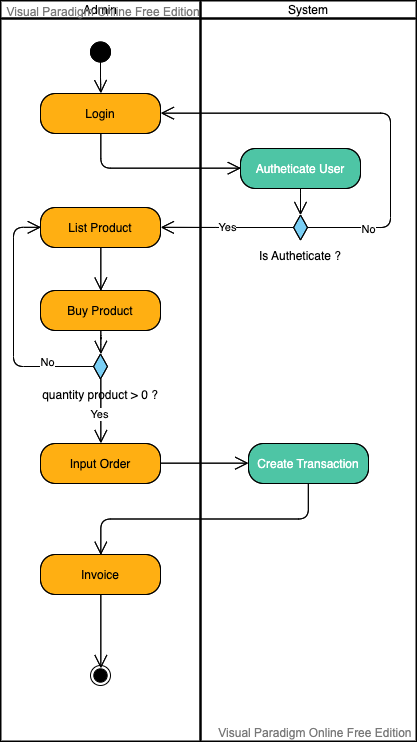 Visual Paradigm Online Free Edition
Admin
System
Login
Autheticate User
List Product
Yes
No
Is Autheticate ?
Buy Product
No
quantity product > 0 ?
Yes
Input Order
Create Transaction
Invoice
Visual Paradigm Online Free Edition